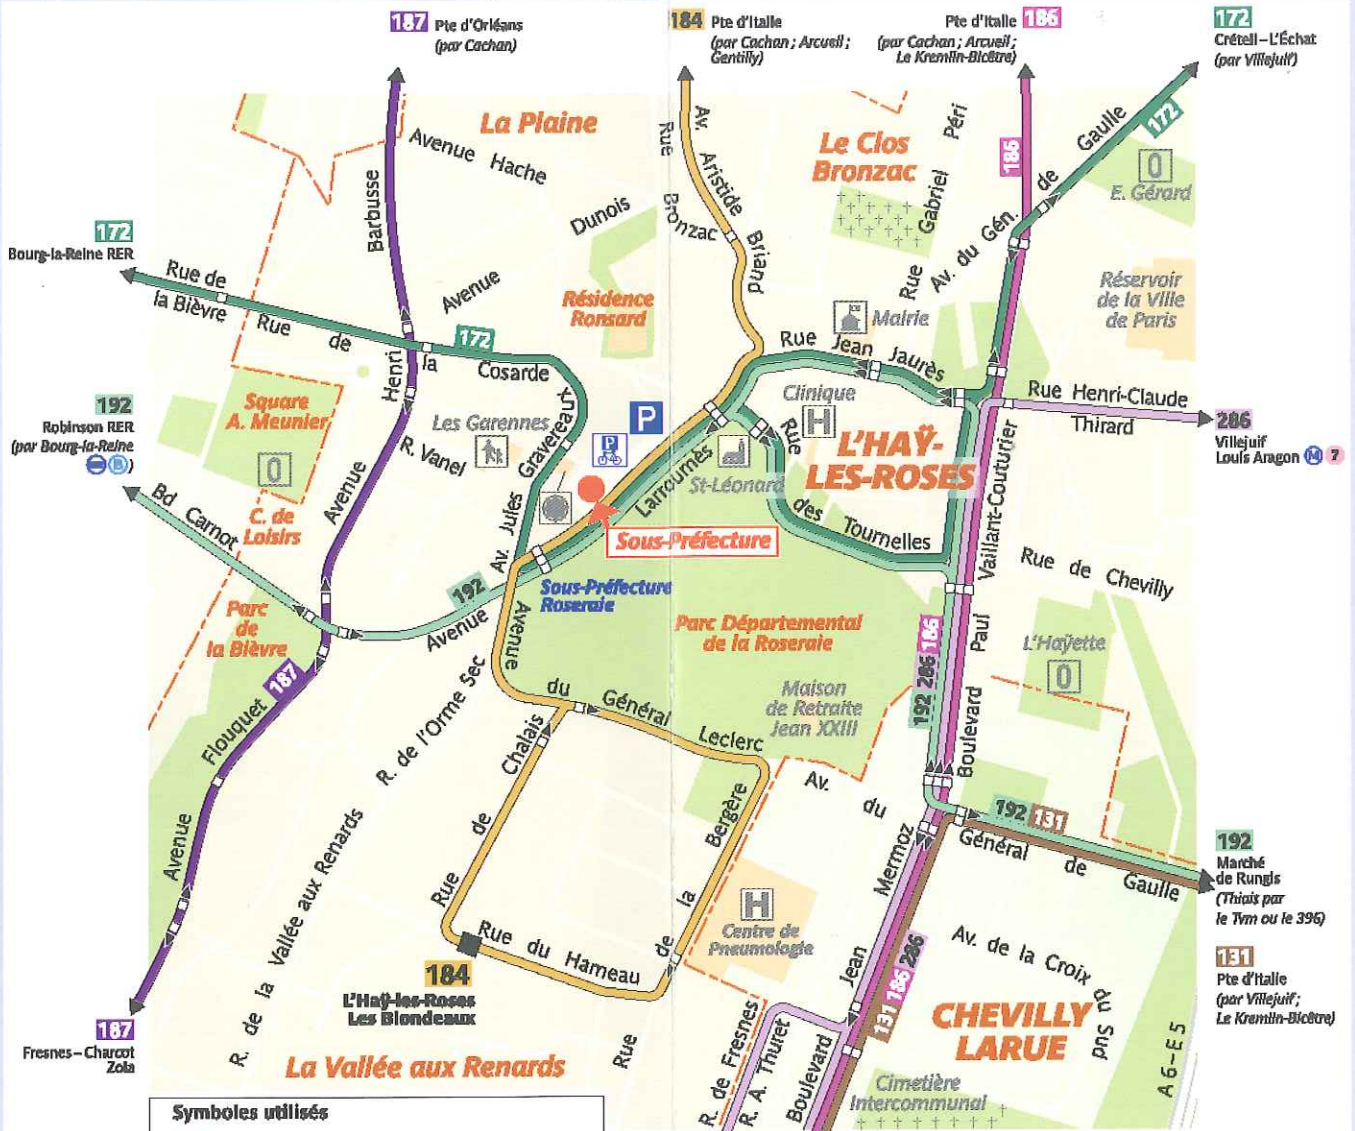 187 Pte d'Orléans
(par Cachan)
184 Pte d'Italie
(par Cachan ; Arcueil ;
Gentilly)
Pte d'Italie 186
(par Cachan ; Arcueil ;
Le Kremlin-Bicêtre)
172
Créteil–L'Échat
(par Villejuif)
La Plaine
Avenue Hache
Rue
Bronzac
Av. Aristide Briand
Le Clos
Bronzac
Rue Gabriel Péri
186
Av. du Gén. de Gaulle
172
E. Gérard
Dunois
Avenue
Henri Barbusse
172
Bourg-la-Reine RER
Rue de
la Bièvre
Rue de la Cosarde
172
Résidence
Ronsard
Mairie
Réservoir
de la Ville
de Paris
Rue Jean Jaurès
Clinique
H
Rue Henri-Claude
Thirard
286
Villejuif
Louis Aragon M 7
192
Robinson RER
(par Bourg-la-Reine
B)
Square
A. Meunier
Les Garennes
R. Vanel
P
P
L'HAŸ-
LES-ROSES
St-Léonard
Larroumès
Av. Jules Gravereaux
Bd Carnot
C. de
Loisirs
Avenue
Sous-Préfecture
Rue des Tournelles
Boulevard Paul Vaillant-Couturier
Rue de Chevilly
Sous-Préfecture
Roseraie
192
Avenue
Parc
de
la Bièvre
Parc Départemental
de la Roseraie
192 286 186
L'Haÿette
Maison
de Retraite
Jean XXIII
187
Avenue Flouquet
R. de l'Orme Sec
Avenue du Général Leclerc
Rue de Chalais
R. de la Vallée aux Renards
Rue de la Bergère
Av. du Général de Gaulle
192 131
192
Marché
de Rungis
(Thiais par
le Tvm ou le 396)
131
Pte d'Italie
(par Villejuif ;
Le Kremlin-Bicêtre)
H
Centre de
Pneumologie
Rue du Hameau
184
L'Haÿ-les-Roses
Les Blondeaux
Boulevard Jean Mermoz
131 186 286
Av. de la Croix du Sud
CHEVILLY
LARUE
187
Fresnes–Charcot
Zola
La Vallée aux Renards
Rue
R. de Fresnes
R. A. Thuret
Cimetière
Intercommunal
A6-E5
Symboles utilisés